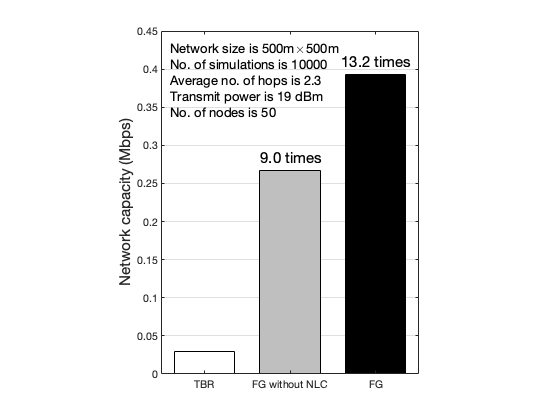 0.45
Network size is 500m×500m
No. of simulations is 10000
13.2 times
0.4
Average no. of hops is 2.3
Transmit power is 19 dBm
0.35
No. of nodes is 50
0.3
9.0 times
0.25
0.2
0.15
0.1
0.05
0
Network capacity (Mbps)
TBR
FG without NLC
FG